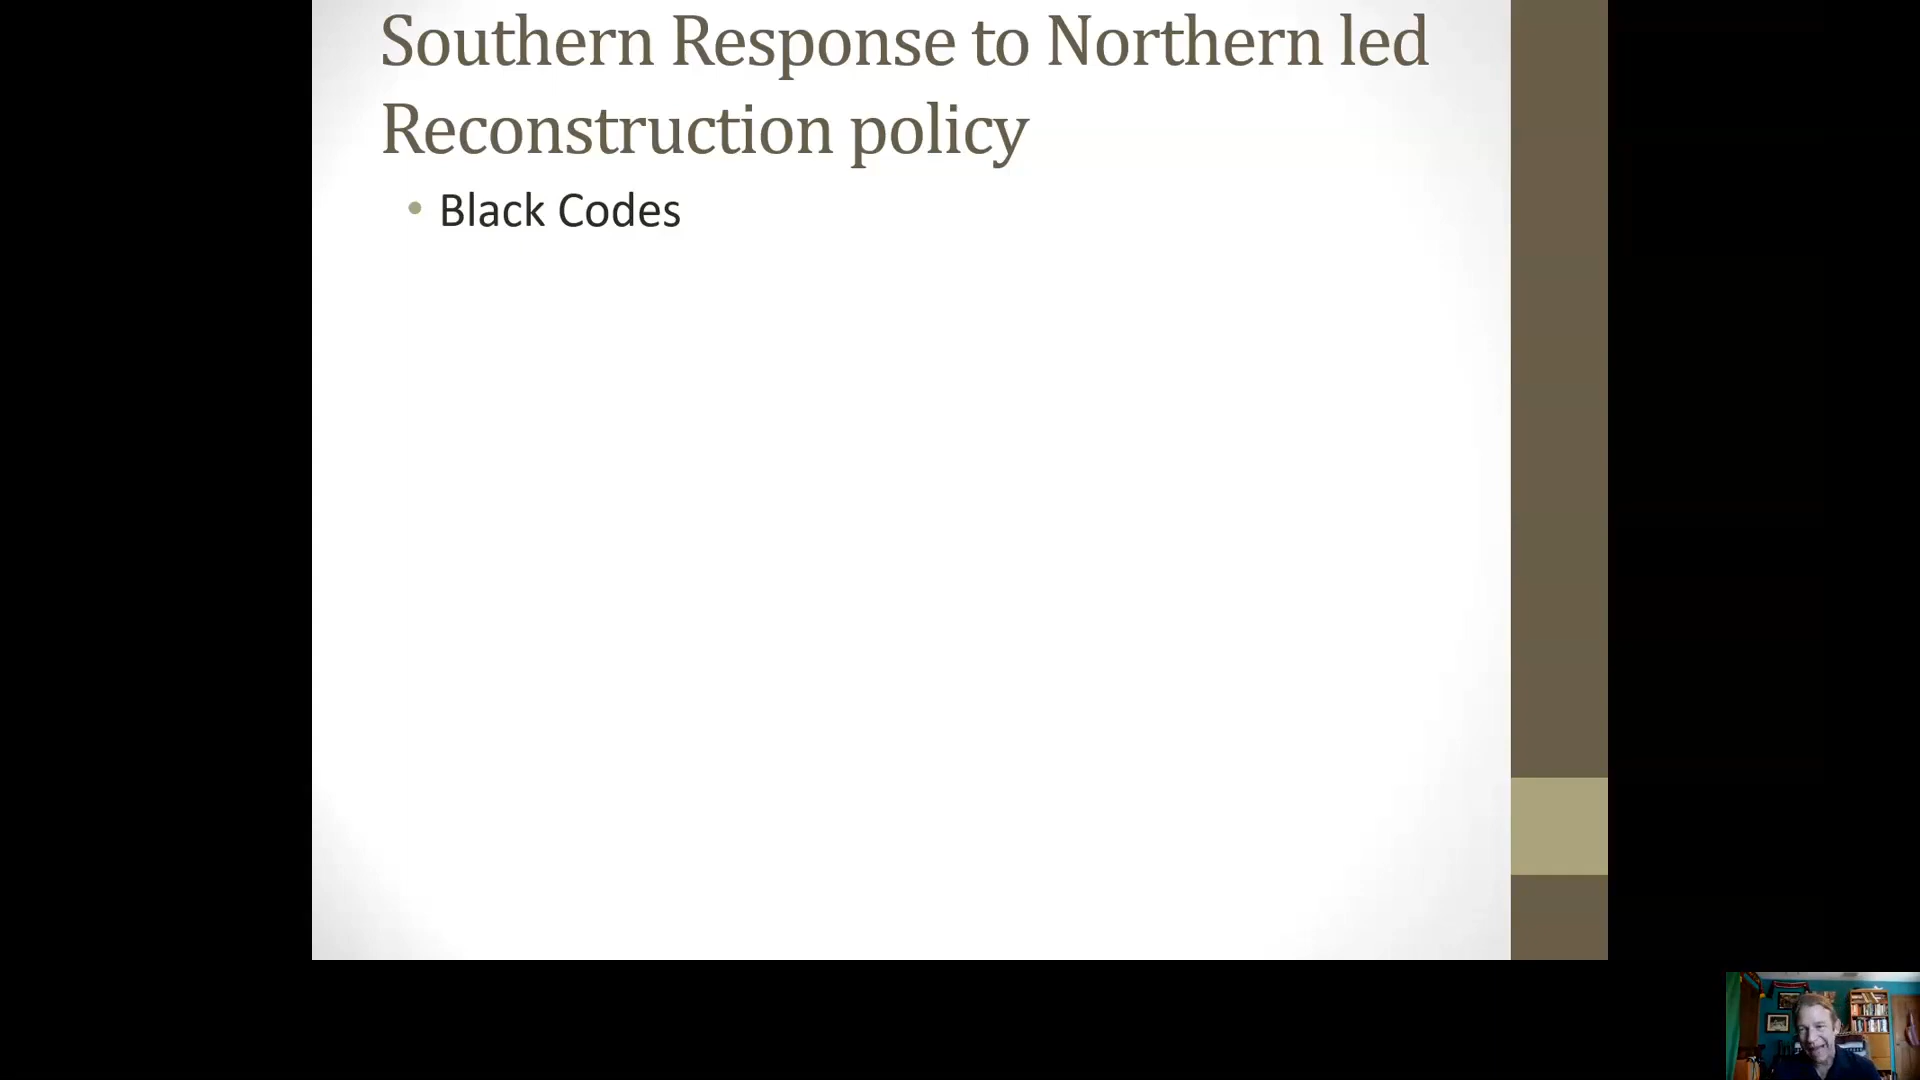 Southern Response to Northern led
Reconstruction policy
• Black Codes